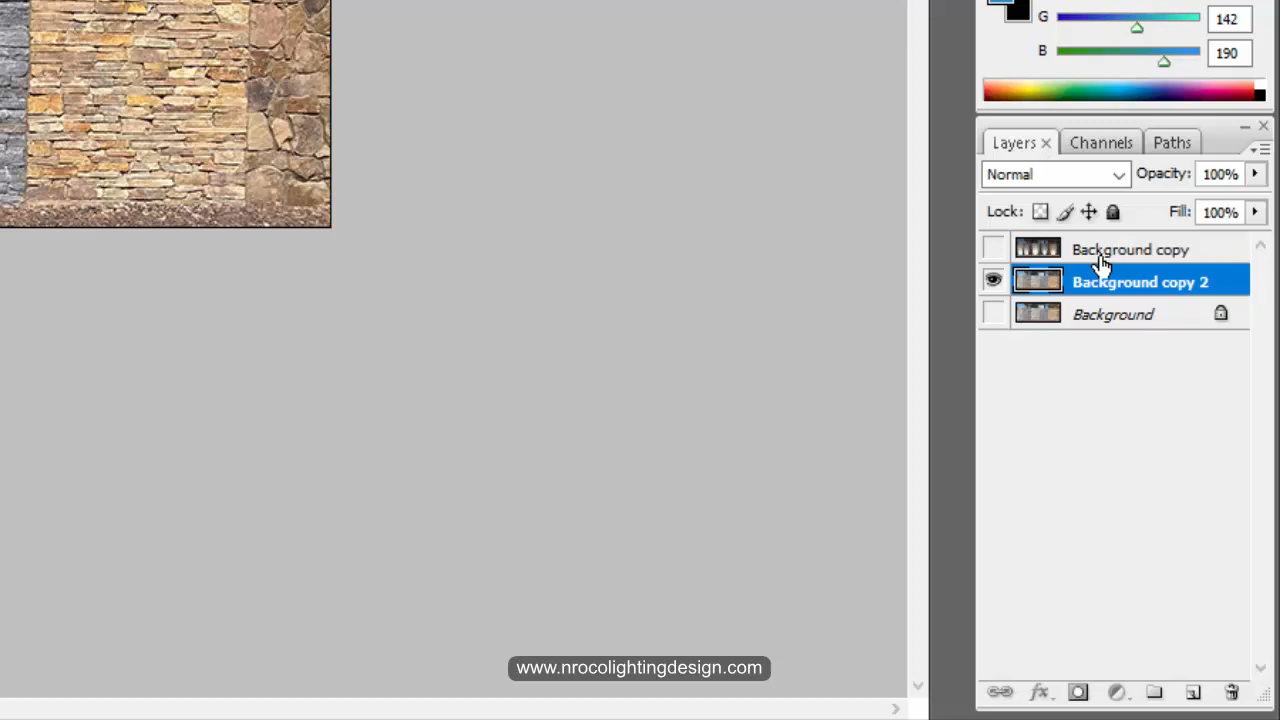 G 142
B 190
Layers Channels Paths
Normal Opacity: 100%
Lock: Fill: 100%
Background copy
Background copy 2
Background
fx.
www.nrocolightingdesign.com